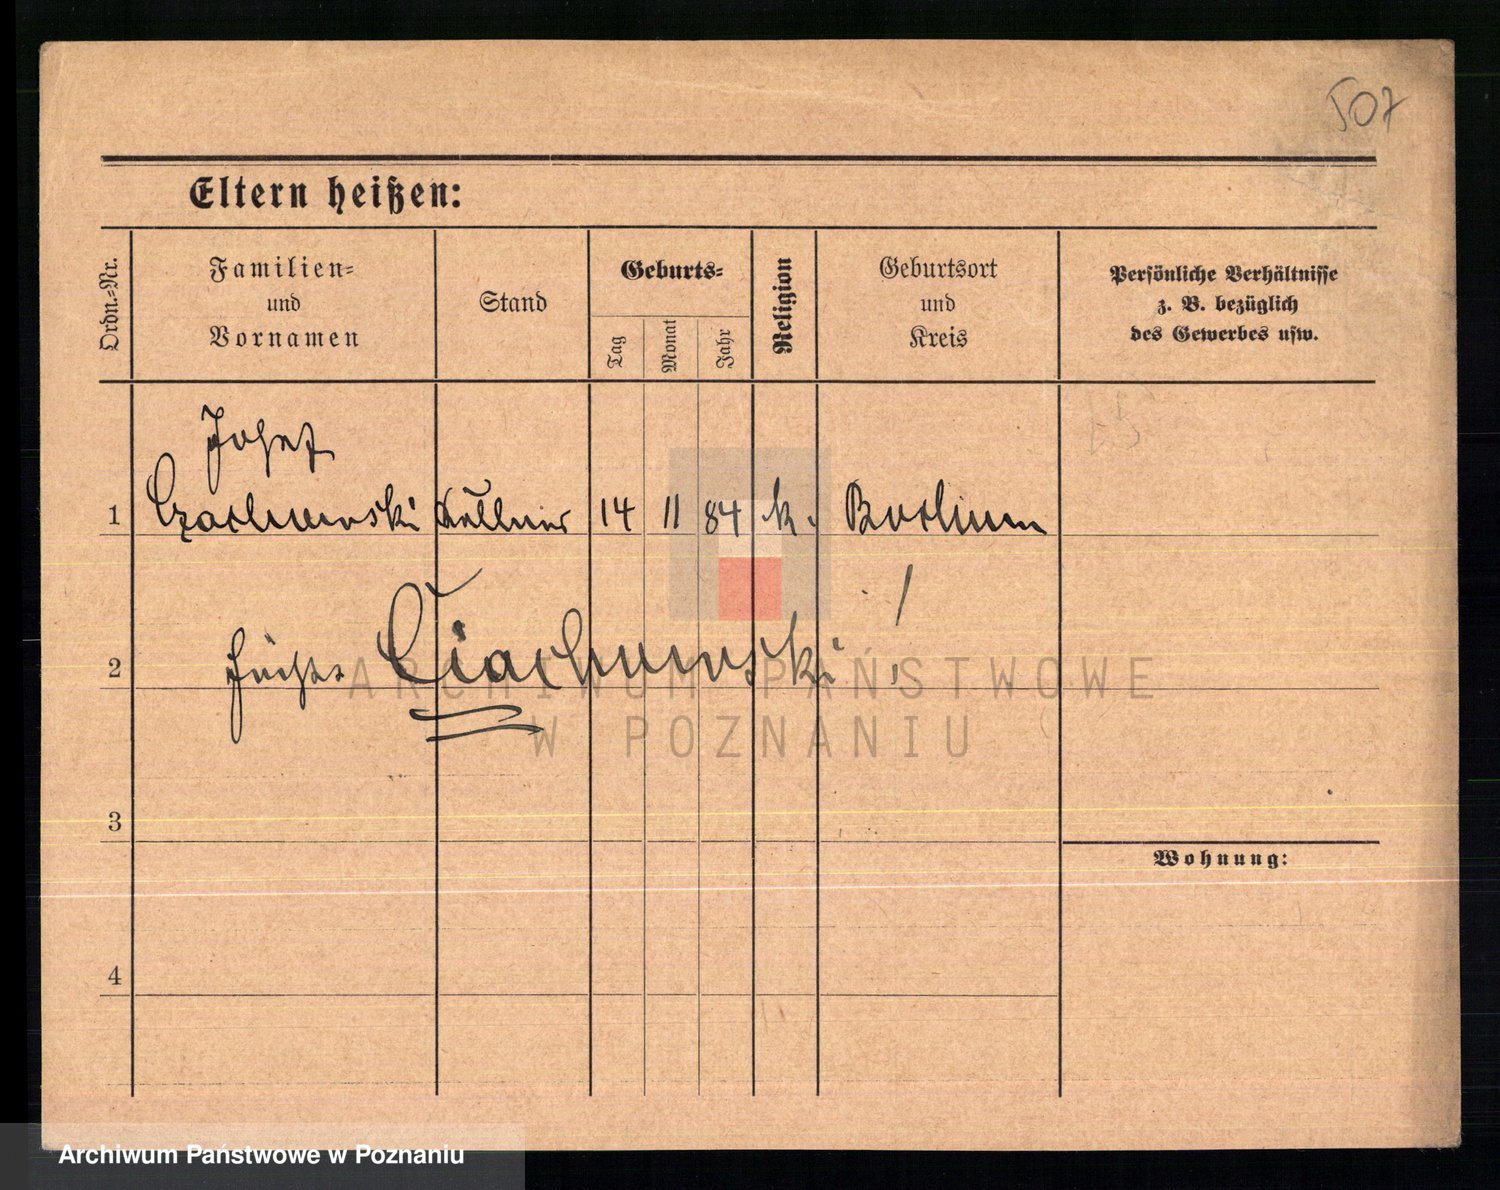 507
Eltern heißen:
Ordn.-Nr.
Familien-
und
Vornamen
Stand
Geburts-
Tag
Monat
Jahr
Religion
Geburtsort
und
Kreis
Persönliche Verhältnisse
z. B. bezüglich
des Gewerbes usw.
Josef
1 Czachowski Kellner 14 11 84 k.
2 Ciachowski !
ARCHIWUM PAŃSTWOWE
W POZNANIU
3
Wohnung:
4
Archiwum Państwowe w Poznaniu